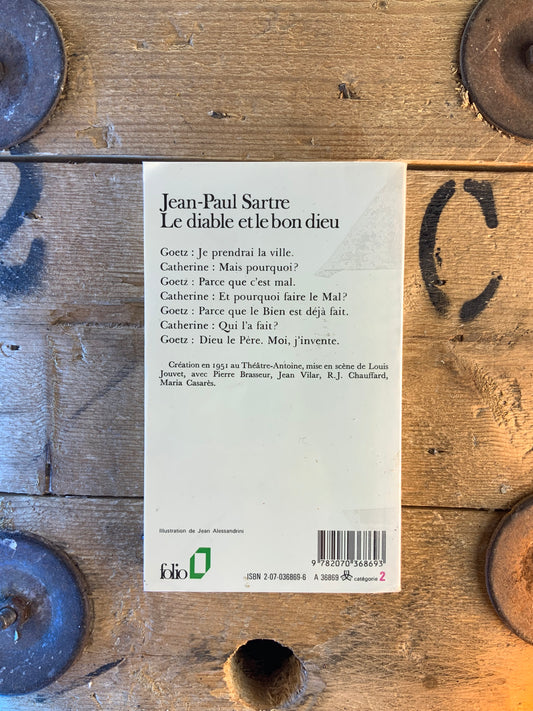 2
C
Jean-Paul Sartre
Le diable et le bon dieu
Goetz : Je prendrai la ville.
Catherine : Mais pourquoi?
Goetz : Parce que c'est mal.
Catherine : Et pourquoi faire le Mal?
Goetz : Parce que le Bien est déjà fait.
Catherine : Qui l'a fait?
Goetz : Dieu le Père. Moi, j'invente.
Création en 1951 au Théâtre-Antoine, mise en scène de Louis
Jouvet, avec Pierre Brasseur, Jean Vilar, R.J. Chauffard,
Maria Casarès.
Illustration de Jean Alessandrini
9 782070 368693
folio
ISBN 2-07-036869-6 A 36869 catégorie 2